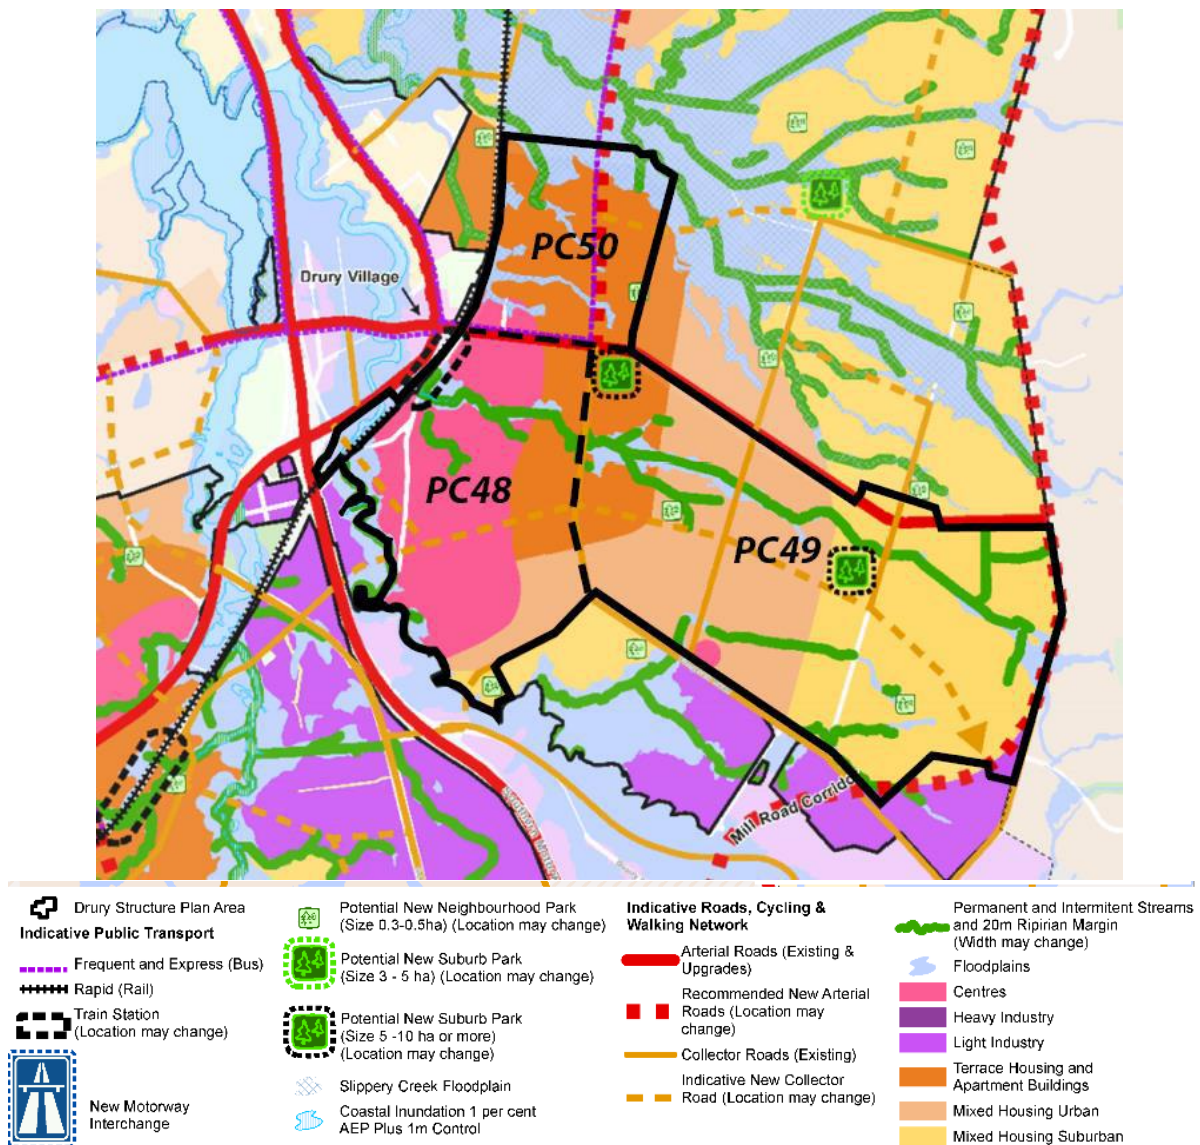 PC50
Drury Village
PC48
PC49
Mill Road Corridor
Drury Structure Plan Area
Indicative Public Transport
Frequent and Express (Bus)
Rapid (Rail)
Train Station
(Location may change)
New Motorway
Interchange
Potential New Neighbourhood Park
(Size 0.3-0.5ha) (Location may change)
Potential New Suburb Park
(Size 3 - 5 ha) (Location may change)
Potential New Suburb Park
(Size 5 -10 ha or more)
(Location may change)
Slippery Creek Floodplain
Coastal Inundation 1 per cent
AEP Plus 1m Control
Indicative Roads, Cycling &
Walking Network
Arterial Roads (Existing &
Upgrades)
Recommended New Arterial
Roads (Location may
change)
Collector Roads (Existing)
Indicative New Collector
Road (Location may change)
Permanent and Intermitent Streams
and 20m Ripirian Margin
(Width may change)
Floodplains
Centres
Heavy Industry
Light Industry
Terrace Housing and
Apartment Buildings
Mixed Housing Urban
Mixed Housing Suburban